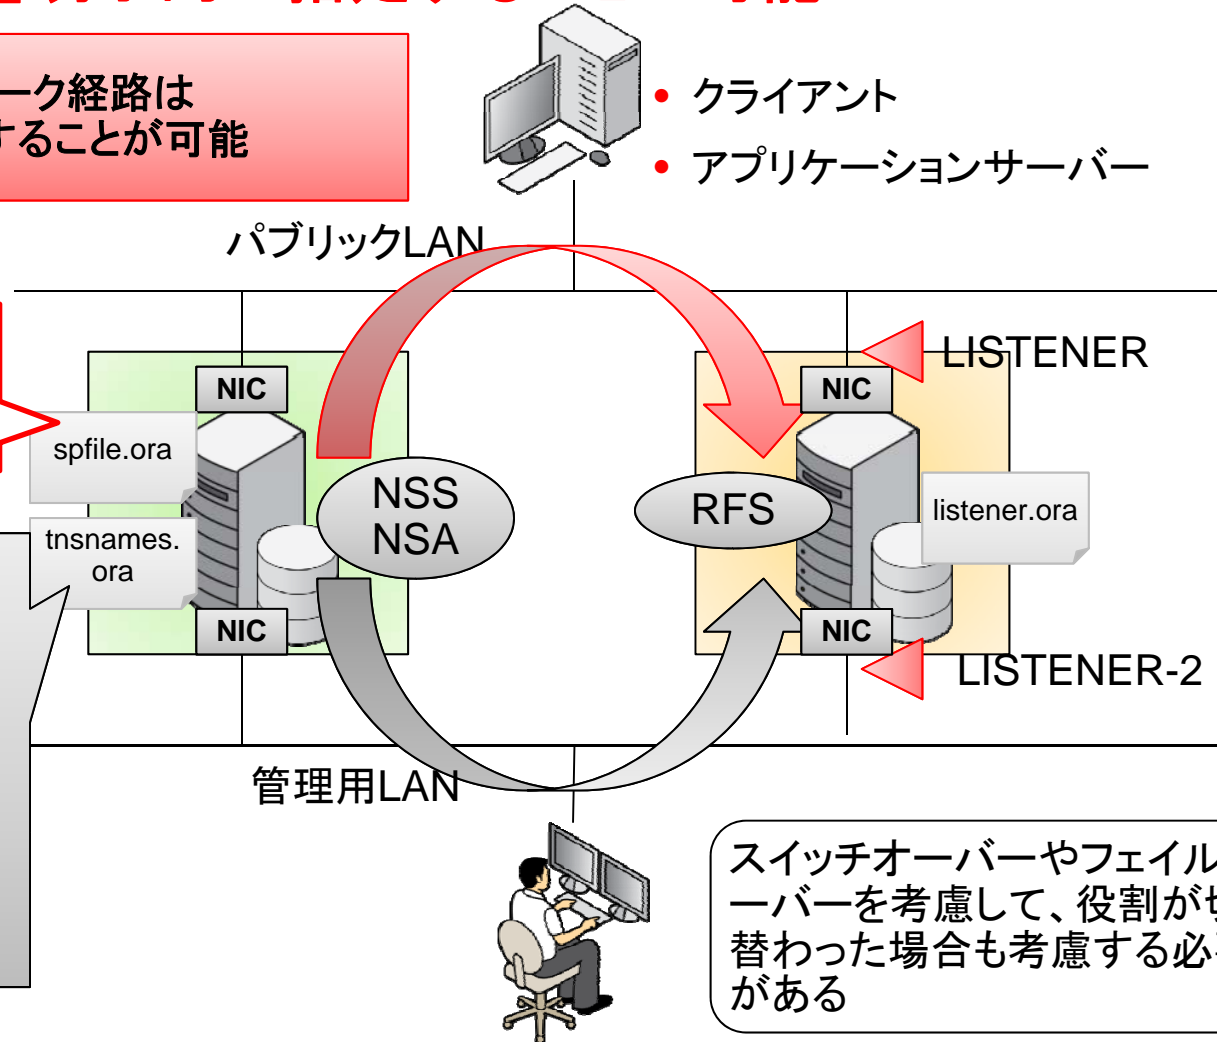 ーク経路は
することが可能
• クライアント
• アプリケーションサーバー
パブリックLAN
LISTENER
NIC
NIC
spfile.ora
NSS
NSA
RFS
listener.ora
tnsnames.
ora
NIC
NIC
LISTENER-2
管理用LAN
スイッチオーバーやフェイル
ーバーを考慮して、役割が
替わった場合も考慮する必
がある